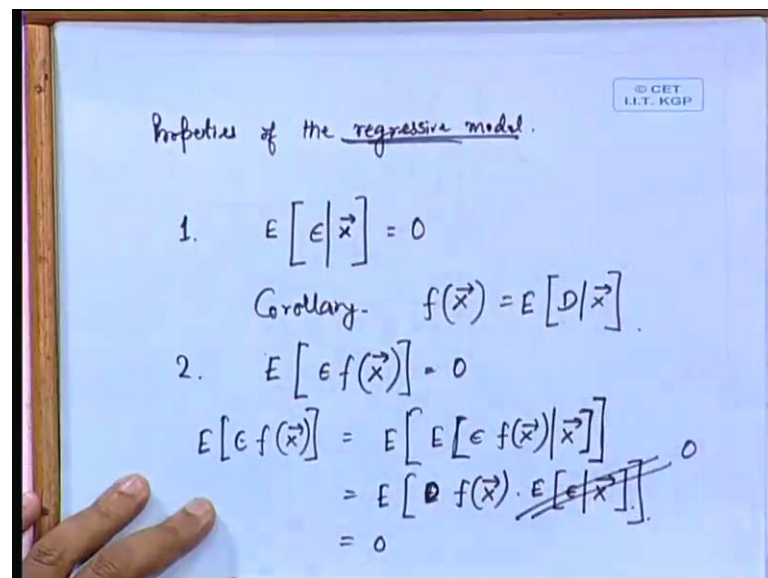 © CET
I.I.T. KGP
Properties of the regressive model.
1. E[ϵ|x⃗] = 0
Corollary- f(x⃗) = E[D|x⃗].
2. E[ϵ f(x⃗)] = 0
E[ϵ f(x⃗)] = E[E[ϵ f(x⃗)|x⃗]]
= E[f(x⃗) · E[ϵ|x⃗]]. 0
= 0